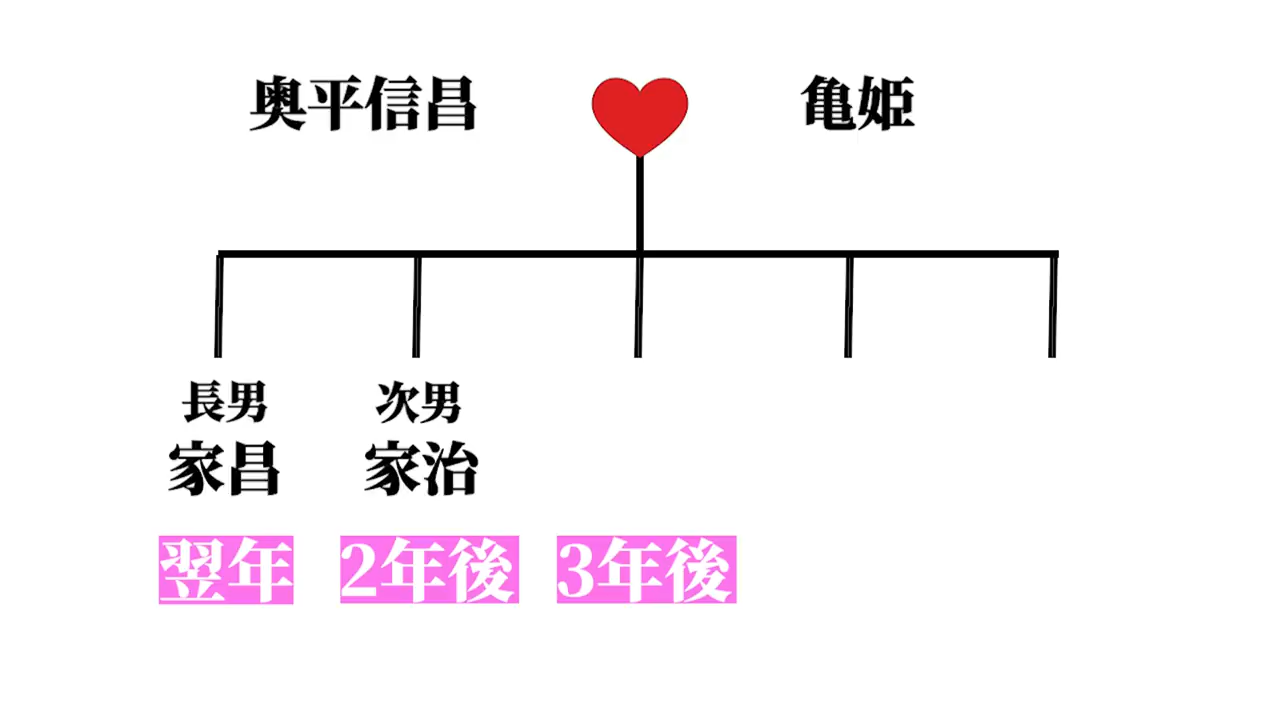 奥平信昌 亀姫
長男 次男
家昌 家治
翌年 2年後 3年後